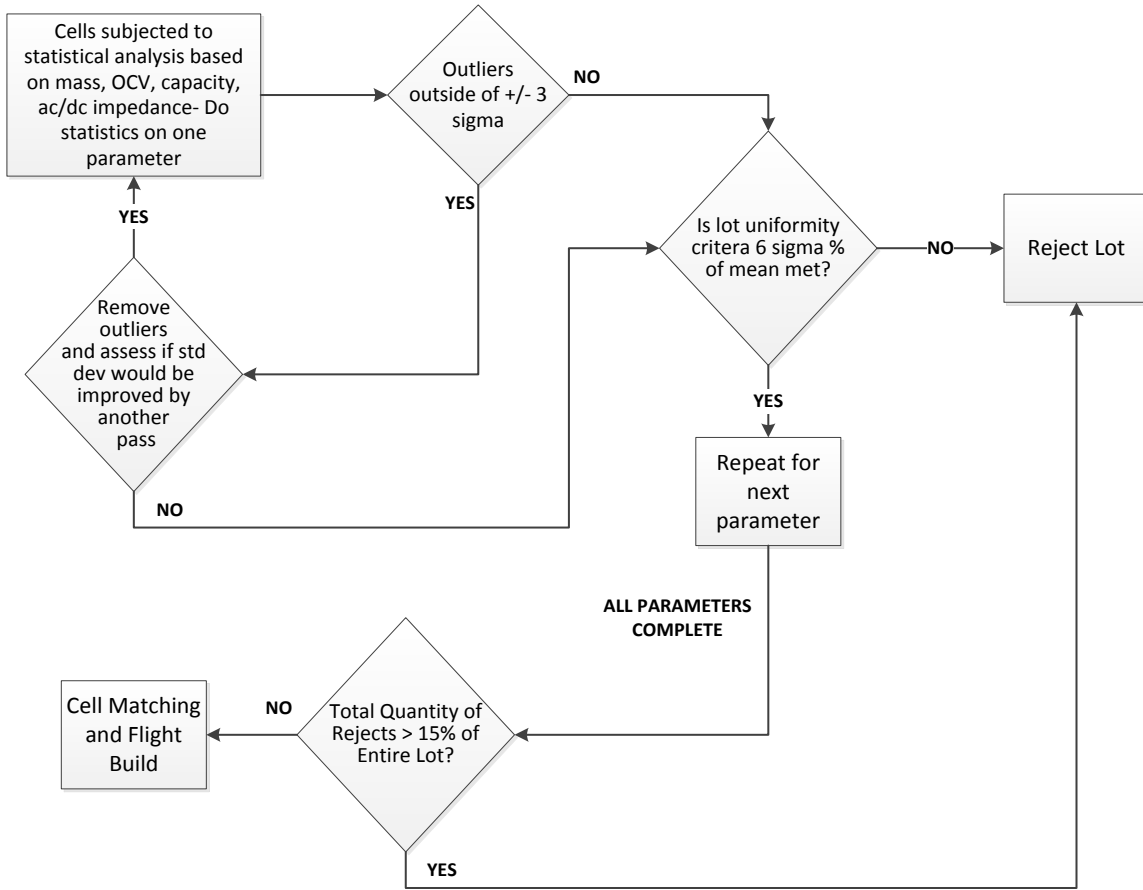 Cells subjected to
statistical analysis based
on mass, OCV, capacity,
ac/dc impedance- Do
statistics on one
parameter
Outliers
outside of +/- 3
sigma
NO
YES
YES
Is lot uniformity
critera 6 sigma %
of mean met?
NO
Reject Lot
Remove
outliers
and assess if std
dev would be
improved by
another
pass
NO
YES
Repeat for
next
parameter
ALL PARAMETERS
COMPLETE
Total Quantity of
Rejects > 15% of
Entire Lot?
NO
Cell Matching
and Flight
Build
YES